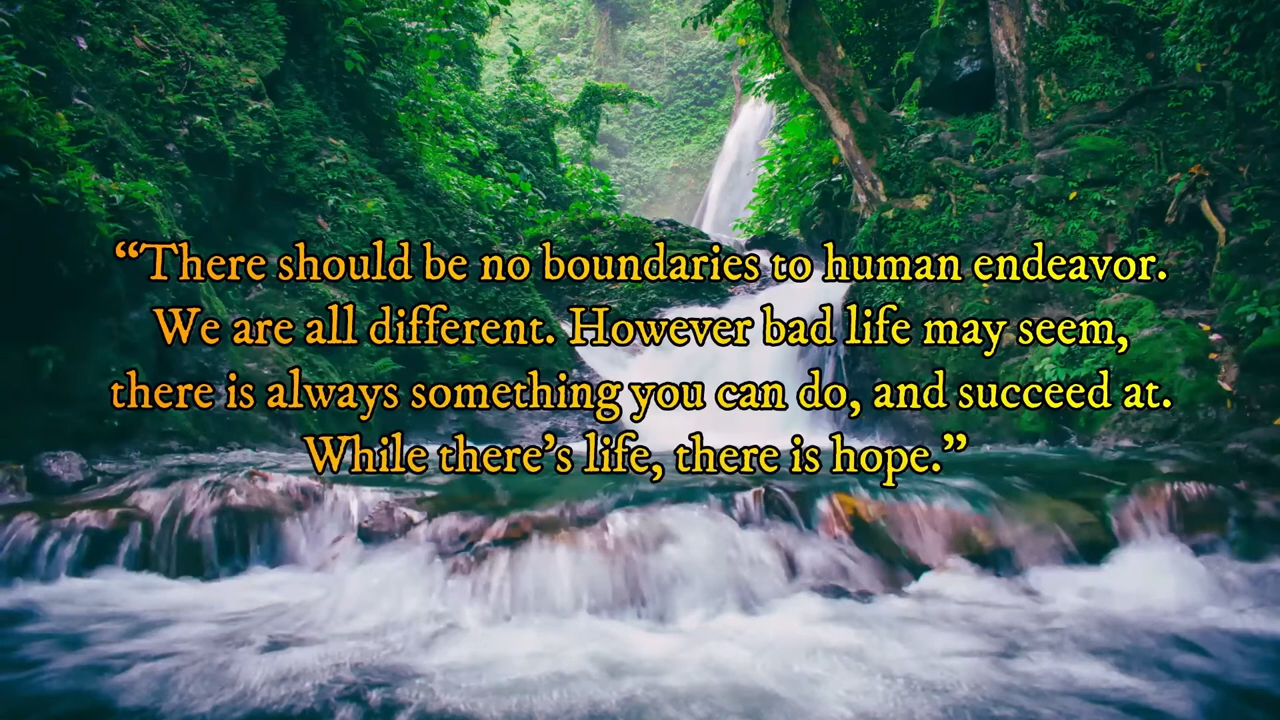 “There should be no boundaries to human endeavor.
We are all different. However bad life may seem,
there is always something you can do, and succeed at.
While there’s life, there is hope.”